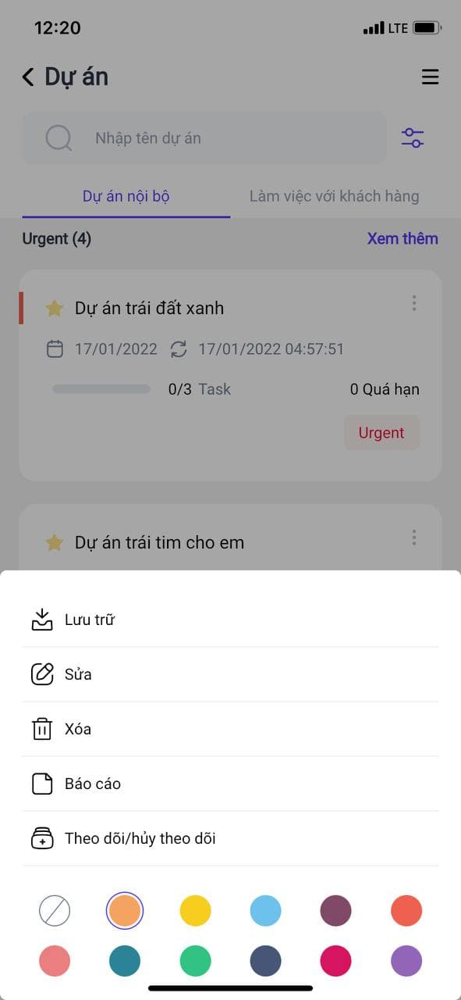 12:20 LTE
Dự án
Nhập tên dự án
Dự án nội bộ Làm việc với khách hàng
Urgent (4) Xem thêm
Dự án trái đất xanh
17/01/2022 17/01/2022 04:57:51
0/3 Task 0 Quá hạn
Urgent
Dự án trái tim cho em
Lưu trữ
Sửa
Xóa
Báo cáo
Theo dõi/hủy theo dõi